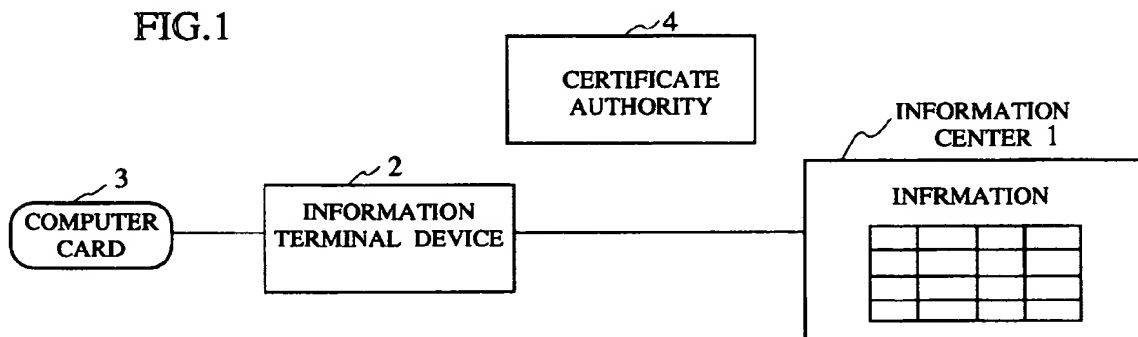 FIG.1
4
CERTIFICATE
AUTHORITY
INFORMATION
CENTER 1
3
COMPUTER
CARD
2
INFORMATION
TERMINAL DEVICE
INFRMATION